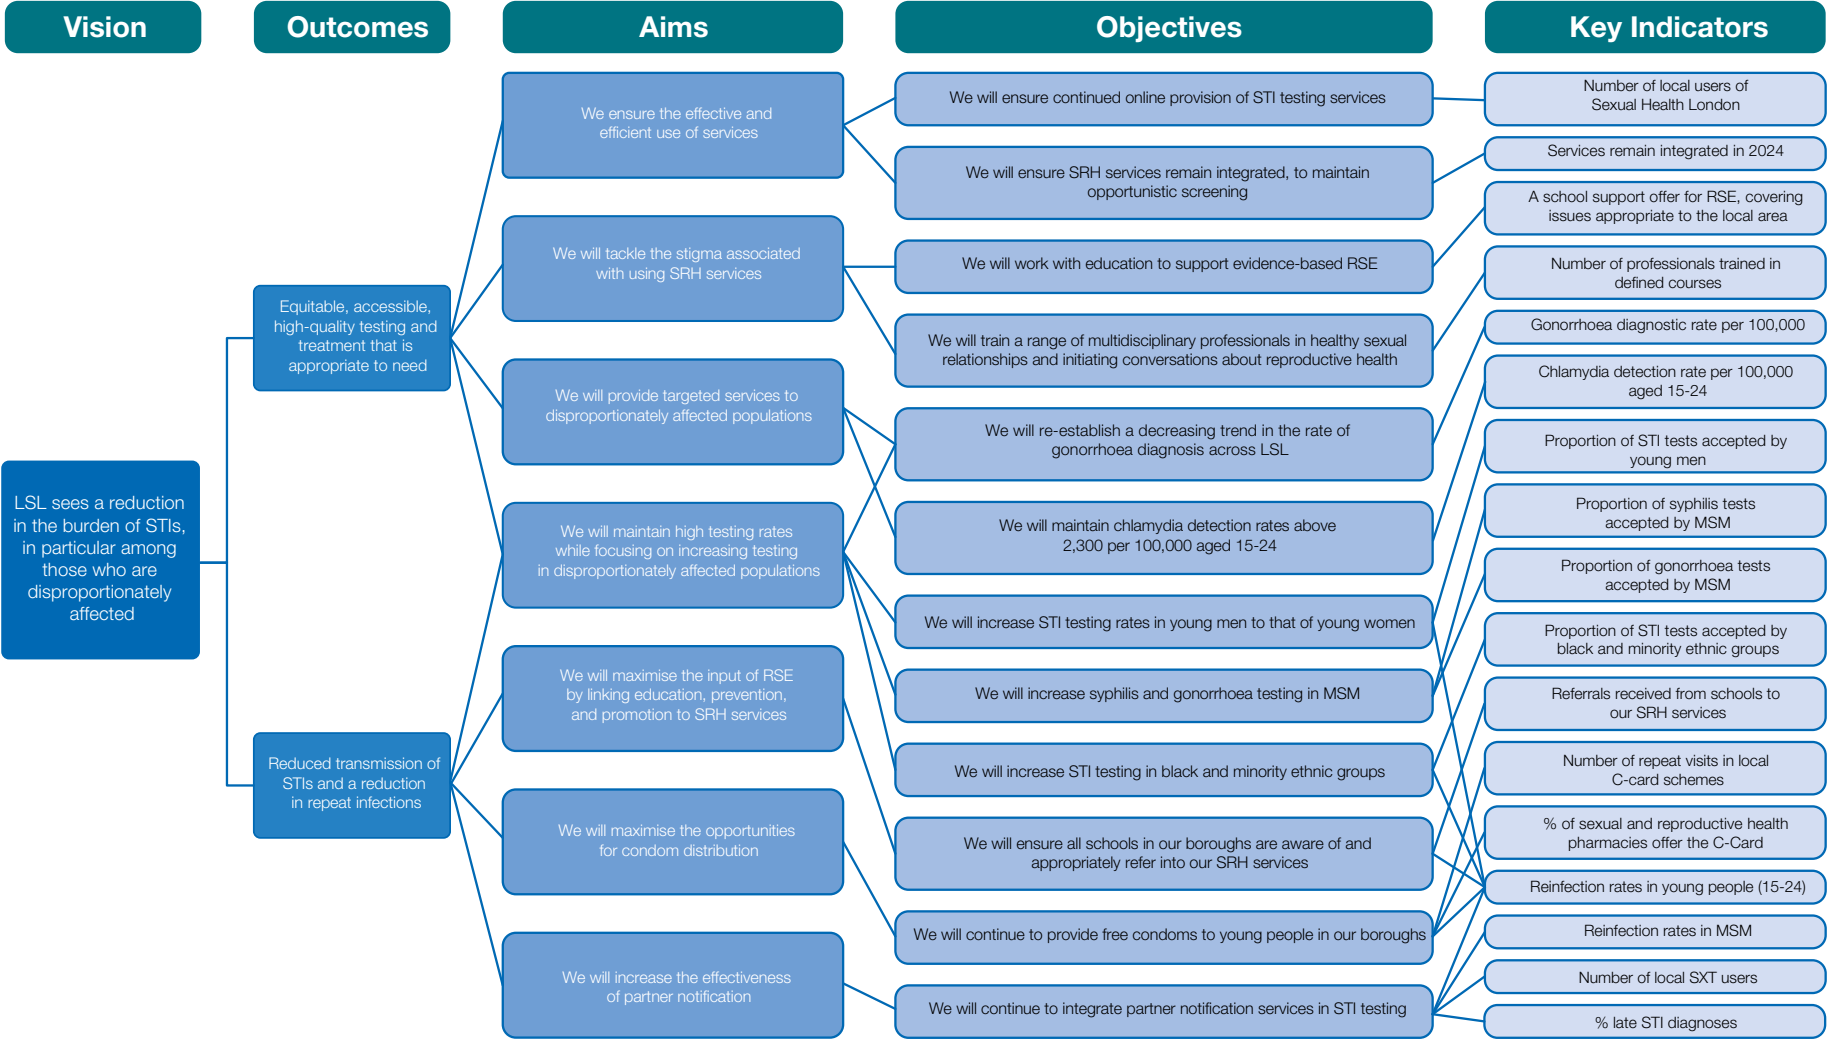 Vision
Outcomes
Aims
Objectives
Key Indicators
LSL sees a reduction
in the burden of STIs,
in particular among
those who are
disproportionately
affected
Equitable, accessible,
high-quality testing and
treatment that is
appropriate to need
Reduced transmission of
STIs and a reduction
in repeat infections
We ensure the effective and
efficient use of services
We will tackle the stigma associated
with using SRH services
We will provide targeted services to
disproportionately affected populations
We will maintain high testing rates
while focusing on increasing testing
in disproportionately affected populations
We will maximise the input of RSE
by linking education, prevention,
and promotion to SRH services
We will maximise the opportunities
for condom distribution
We will increase the effectiveness
of partner notification
We will ensure continued online provision of STI testing services
We will ensure SRH services remain integrated, to maintain
opportunistic screening
We will work with education to support evidence-based RSE
We will train a range of multidisciplinary professionals in healthy sexual
relationships and initiating conversations about reproductive health
We will re-establish a decreasing trend in the rate of
gonorrhoea diagnosis across LSL
We will maintain chlamydia detection rates above
2,300 per 100,000 aged 15-24
We will increase STI testing rates in young men to that of young women
We will increase syphilis and gonorrhoea testing in MSM
We will increase STI testing in black and minority ethnic groups
We will ensure all schools in our boroughs are aware of and
appropriately refer into our SRH services
We will continue to provide free condoms to young people in our boroughs
We will continue to integrate partner notification services in STI testing
Number of local users of
Sexual Health London
Services remain integrated in 2024
A school support offer for RSE, covering
issues appropriate to the local area
Number of professionals trained in
defined courses
Gonorrhoea diagnostic rate per 100,000
Chlamydia detection rate per 100,000
aged 15-24
Proportion of STI tests accepted by
young men
Proportion of syphilis tests
accepted by MSM
Proportion of gonorrhoea tests
accepted by MSM
Proportion of STI tests accepted by
black and minority ethnic groups
Referrals received from schools to
our SRH services
Number of repeat visits in local
C-card schemes
% of sexual and reproductive health
pharmacies offer the C-Card
Reinfection rates in young people (15-24)
Reinfection rates in MSM
Number of local SXT users
% late STI diagnoses